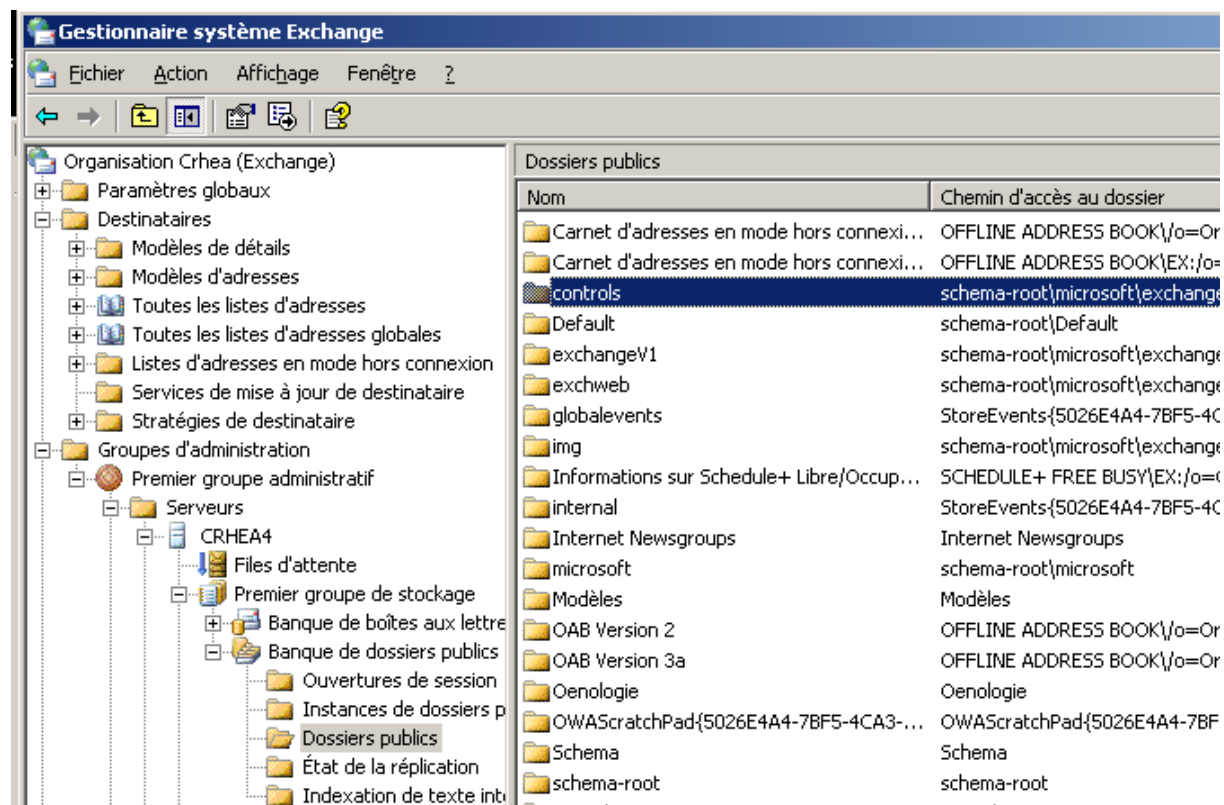 Gestionnaire système Exchange
Fichier Action Affichage Fenêtre ?
Organisation Crhea (Exchange)
Paramètres globaux
Destinataires
Modèles de détails
Modèles d'adresses
Toutes les listes d'adresses
Toutes les listes d'adresses globales
Listes d'adresses en mode hors connexion
Services de mise à jour de destinataire
Stratégies de destinataire
Groupes d'administration
Premier groupe administratif
Serveurs
CRHEA4
Files d'attente
Premier groupe de stockage
Banque de boîtes aux lettre
Banque de dossiers publics
Ouvertures de session
Instances de dossiers p
Dossiers publics
État de la réplication
Indexation de texte inté
Dossiers publics
Nom Chemin d'accès au dossier
Carnet d'adresses en mode hors connexi... OFFLINE ADDRESS BOOK\/o=Or
Carnet d'adresses en mode hors connexi... OFFLINE ADDRESS BOOK\EX:/o=
controls schema-root\microsoft\exchange
Default schema-root\Default
exchangeV1 schema-root\microsoft\exchange
exchweb schema-root\microsoft\exchange
globalevents StoreEvents{5026E4A4-7BF5-4C
img schema-root\microsoft\exchange
Informations sur Schedule+ Libre/Occup... SCHEDULE+ FREE BUSY\EX:/o=
internal StoreEvents{5026E4A4-7BF5-4C
Internet Newsgroups Internet Newsgroups
microsoft schema-root\microsoft
Modèles Modèles
OAB Version 2 OFFLINE ADDRESS BOOK\/o=Or
OAB Version 3a OFFLINE ADDRESS BOOK\/o=Or
Oenologie Oenologie
OWAScratchPad{5026E4A4-7BF5-4CA3-... OWAScratchPad{5026E4A4-7BF
Schema Schema
schema-root schema-root